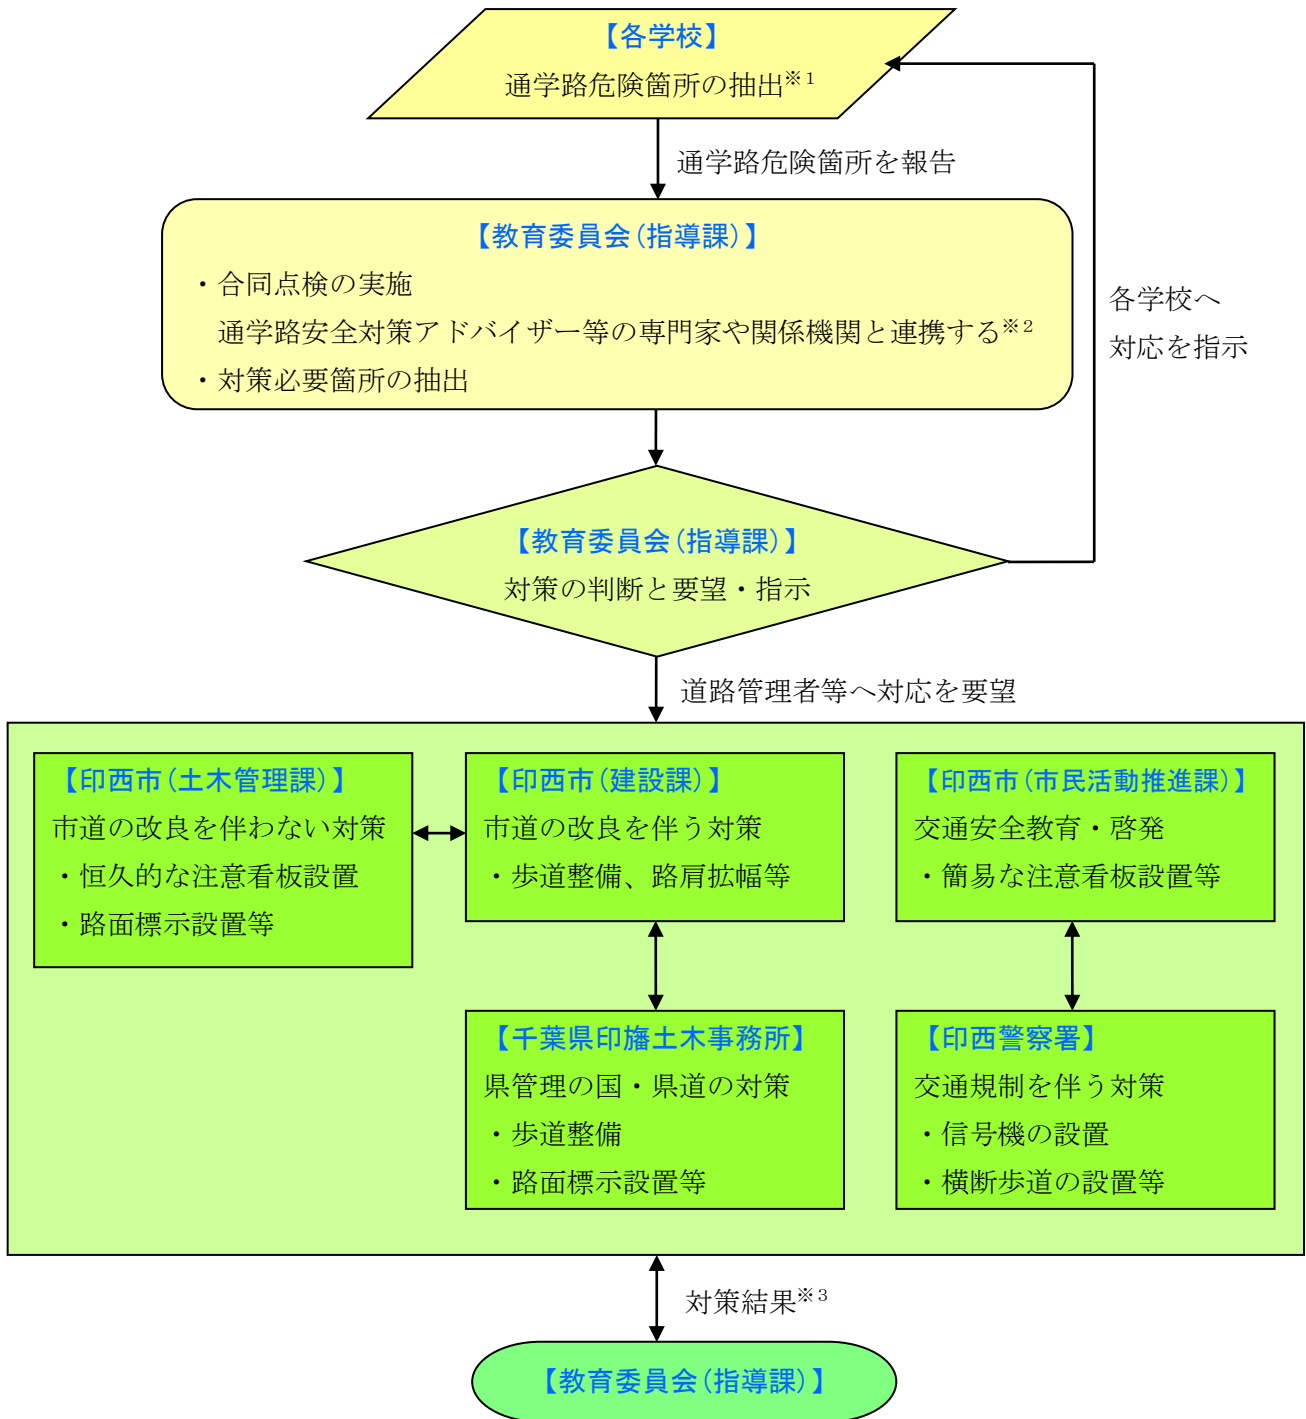 【各学校】
通学路危険箇所の抽出※1
通学路危険箇所を報告
【教育委員会(指導課)】
・合同点検の実施
通学路安全対策アドバイザー等の専門家や関係機関と連携する※2
・対策必要箇所の抽出
各学校へ
対応を指示
【教育委員会(指導課)】
対策の判断と要望・指示
道路管理者等へ対応を要望
【印西市(土木管理課)】
市道の改良を伴わない対策
・恒久的な注意看板設置
・路面標示設置等
【印西市(建設課)】
市道の改良を伴う対策
・歩道整備、路肩拡幅等
【印西市(市民活動推進課)】
交通安全教育・啓発
・簡易な注意看板設置等
【千葉県印旛土木事務所】
県管理の国・県道の対策
・歩道整備
・路面標示設置等
【印西警察署】
交通規制を伴う対策
・信号機の設置
・横断歩道の設置等
対策結果※3
【教育委員会(指導課)】